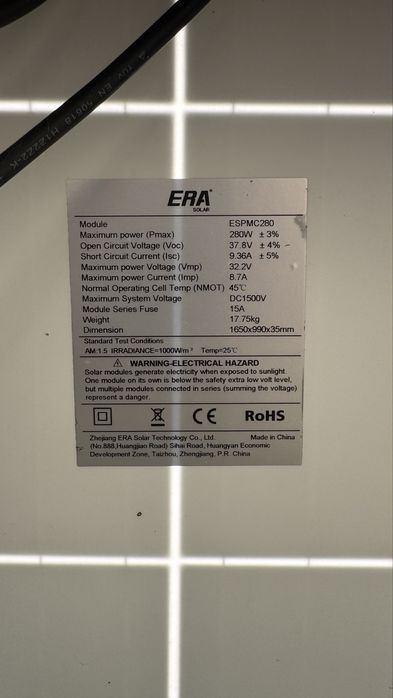 TÜV EN 50618 H1Z2Z2-K
ERA
SOLAR
Module ESPMC280
Maximum power (Pmax) 280W ±3%
Open Circuit Voltage (Voc) 37.8V ±4%
Short Circuit Current (Isc) 9.36A ±5%
Maximum power Voltage (Vmp) 32.2V
Maximum power Current (Imp) 8.7A
Normal Operating Cell Temp (NMOT) 45℃
Maximum System Voltage DC1500V
Module Series Fuse 15A
Weight 17.75kg
Dimension 1650x990x35mm
Standard Test Conditions
AM:1.5 IRRADIANCE=1000W/m² Temp=25℃
WARNING-ELECTRICAL HAZARD
Solar modules generate electricity when exposed to sunlight.
One module on its own is below the safety extra low volt level,
but multiple modules connected in series (summing the voltage)
represent a danger.
CE RoHS
Zhejiang ERA Solar Technology Co., Ltd. Made in China
(No.888,Huangjiao Road) Sihai Road, Huangyan Economic
Development Zone, Taizhou, Zhengjiang, P.R. China